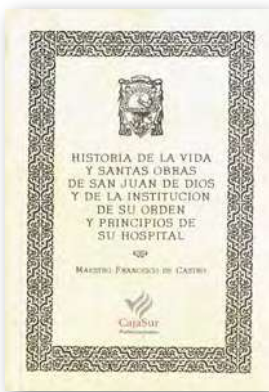 HISTORIA DE LA VIDA
Y SANTAS OBRAS
DE SAN JUAN DE DIOS
Y DE LA INSTITUCION
DE SU ORDEN
Y PRINCIPIOS DE
SU HOSPITAL
MAESTRO FRANCISCO DE CASTRO
CajaSur